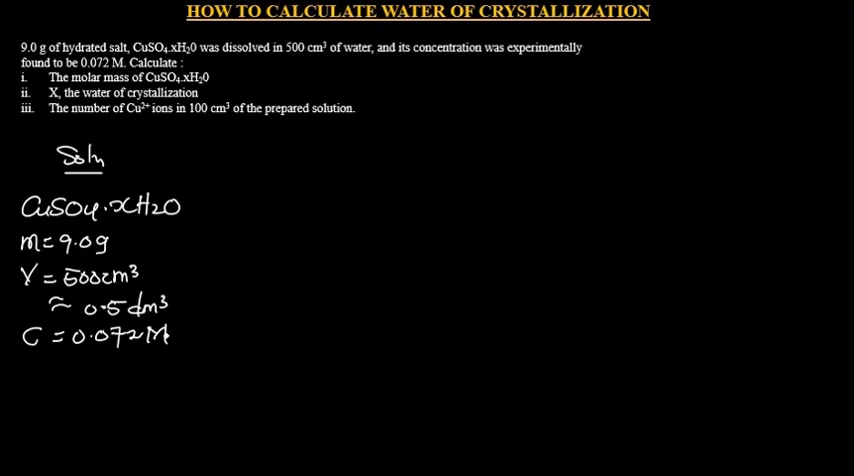 HOW TO CALCULATE WATER OF CRYSTALLIZATION
9.0 g of hydrated salt, CuSO₄.xH₂0 was dissolved in 500 cm³ of water, and its concentration was experimentally
found to be 0.072 M. Calculate :
i. The molar mass of CuSO₄.xH₂0
ii. X, the water of crystallization
iii. The number of Cu²⁺ ions in 100 cm³ of the prepared solution.
Soln
CuSO₄.xH₂O
m = 9.0g
V = 500cm³
≈ 0.5dm³
C = 0.072M